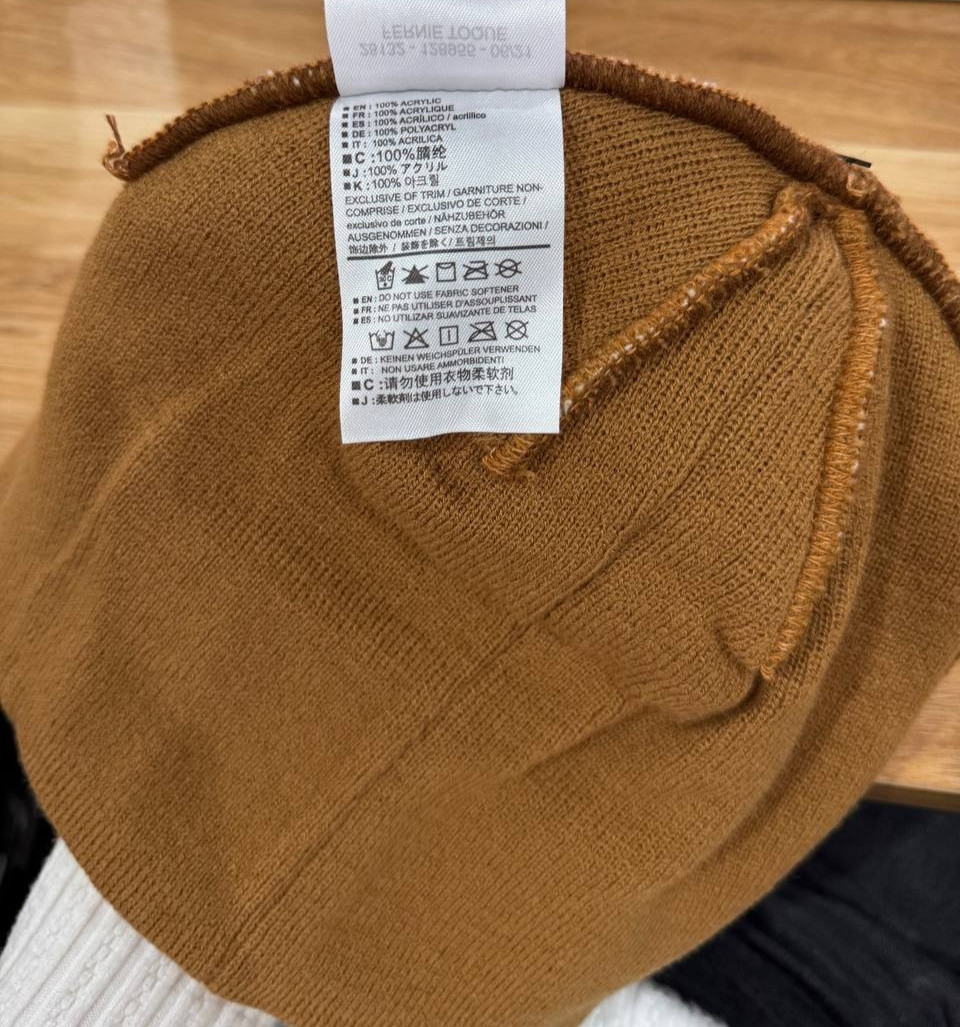 FERNIE TOQUE
28132 - 128955 - 06/21
EN : 100% ACRYLIC
FR : 100% ACRYLIQUE
ES : 100% ACRÍLICO / acrílico
DE : 100% POLYACRYL
IT : 100% ACRILICA
C :100%腈纶
J :100% アクリル
K :100% 아크릴
EXCLUSIVE OF TRIM / GARNITURE NON-
COMPRISE / EXCLUSIVO DE CORTE /
exclusivo de corte / NÄHZUBEHÖR
AUSGENOMMEN / SENZA DECORAZIONI /
饰边除外 / 装飾を除く/ 트림제외
EN : DO NOT USE FABRIC SOFTENER
FR : NE PAS UTILISER D'ASSOUPLISSANT
ES : NO UTILIZAR SUAVIZANTE DE TELAS
DE : KEINEN WEICHSPÜLER VERWENDEN
IT : NON USARE AMMORBIDENTI
C :请勿使用衣物柔软剂
J :柔軟剤は使用しないで下さい。